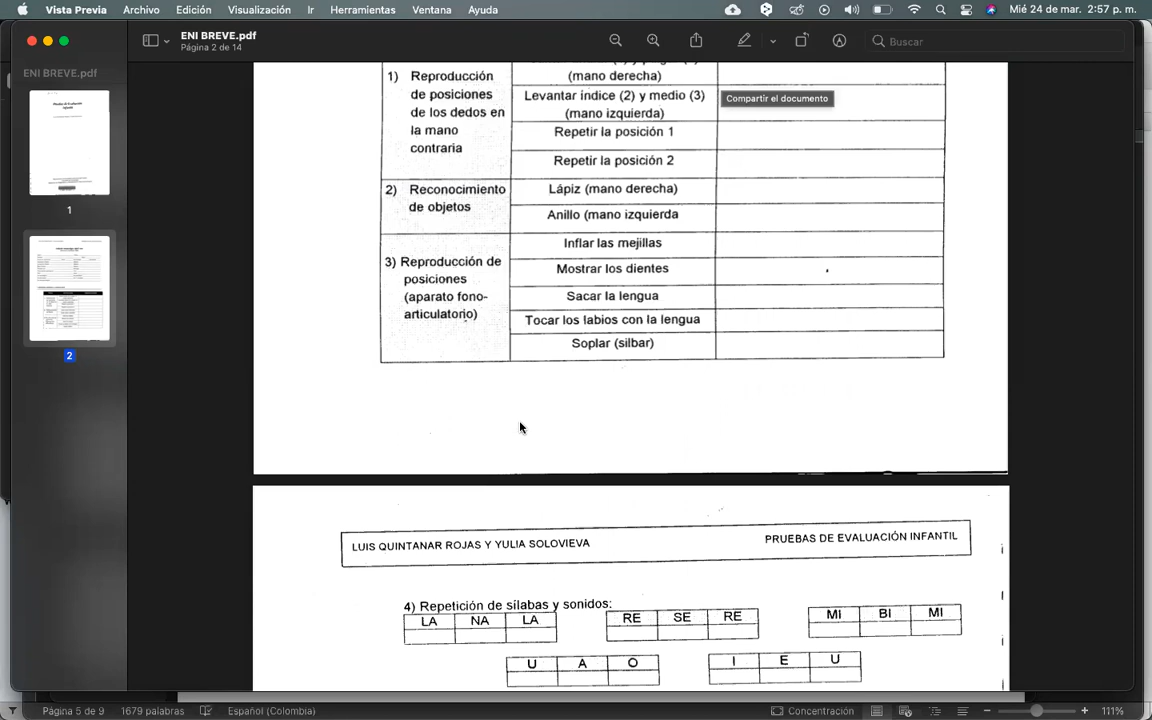 Vista Previa Archivo Edición Visualización Ir Herramientas Ventana Ayuda
Mié 24 de mar. 2:57 p. m.
ENI BREVE.pdf
Página 2 de 14
Buscar
ENI BREVE.pdf
1
2
1) Reproducción de posiciones de los dedos en la mano contraria
(mano derecha)
Levantar índice (2) y medio (3)
(mano izquierda)
Compartir el documento
Repetir la posición 1
Repetir la posición 2
2) Reconocimiento de objetos
Lápiz (mano derecha)
Anillo (mano izquierda
3) Reproducción de posiciones (aparato fono-articulatorio)
Inflar las mejillas
Mostrar los dientes
Sacar la lengua
Tocar los labios con la lengua
Soplar (silbar)
LUIS QUINTANAR ROJAS Y YULIA SOLOVIEVA PRUEBAS DE EVALUACIÓN INFANTIL
4) Repetición de sílabas y sonidos:
LA NA LA RE SE RE MI BI MI
U A O I E U
Página 5 de 9 1679 palabras Español (Colombia) Concentración 111%